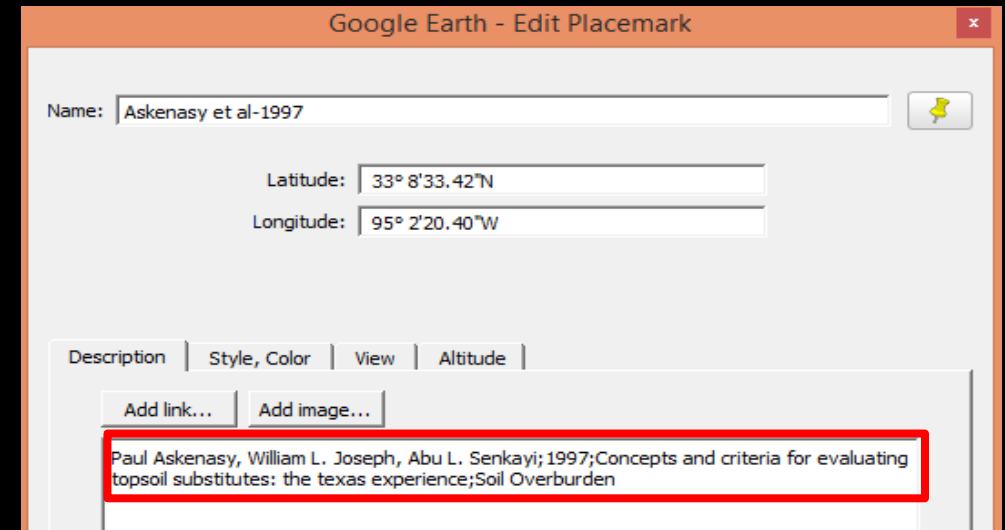 Google Earth - Edit Placemark
x
Name: Askenasy et al-1997
Latitude: 33° 8'33.42"N
Longitude: 95° 2'20.40"W
Description Style, Color View Altitude
Add link... Add image...
Paul Askenasy, William L. Joseph, Abu L. Senkayi;1997;Concepts and criteria for evaluating
topsoil substitutes: the texas experience;Soil Overburden